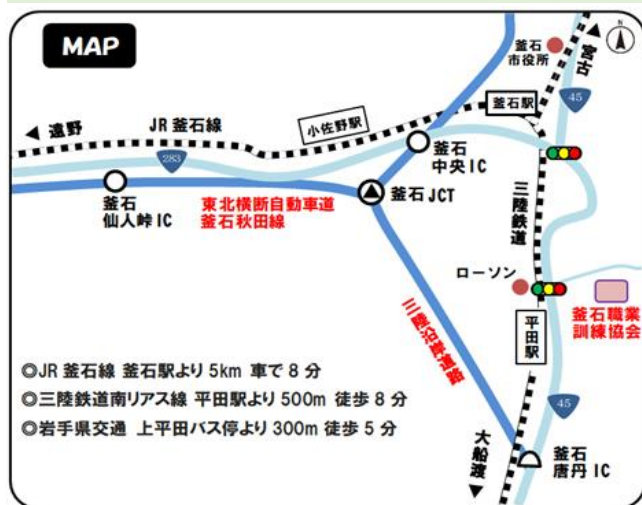 MAP
N
釜石
市役所
宮古
45
釜石駅
小佐野駅
JR 釜石線
遠野
283
釜石
中央IC
釜石 JCT
釜石
仙人峠 IC
東北横断自動車道
釜石秋田線
三陸鉄道
ローソン
釜石職業
訓練協会
平田駅
三陸沿岸道路
◎JR 釜石線 釜石駅より 5km 車で 8 分
◎三陸鉄道南リアス線 平田駅より 500m 徒歩 8 分
◎岩手県交通 上平田バス停より 300m 徒歩 5 分
45
大船渡
釜石
唐丹 IC